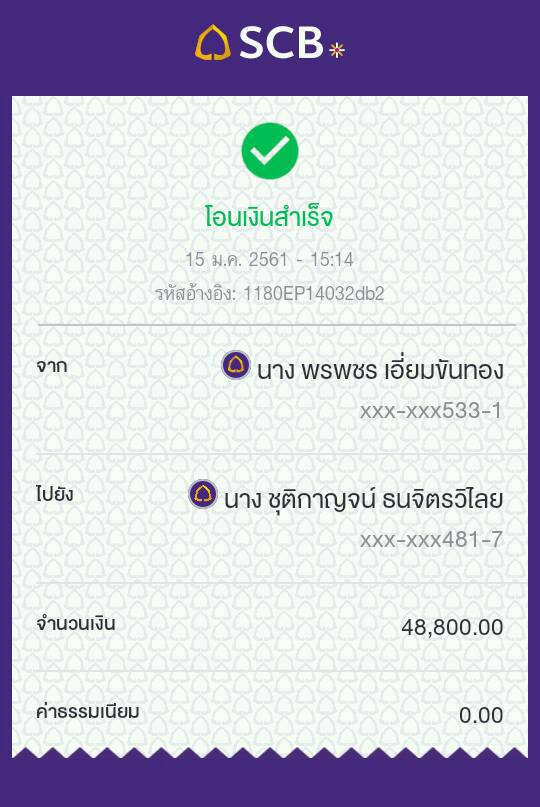 SCB
โอนเงินสำเร็จ
15 ม.ค. 2561 - 15:14
รหัสอ้างอิง: 1180EP14032db2
จาก นาง พรพชร เอี่ยมขันทอง
xxx-xxx533-1
ไปยัง นาง ชุติกาญจน์ ธนจิตรวิไลย
xxx-xxx481-7
จำนวนเงิน 48,800.00
ค่าธรรมเนียม 0.00